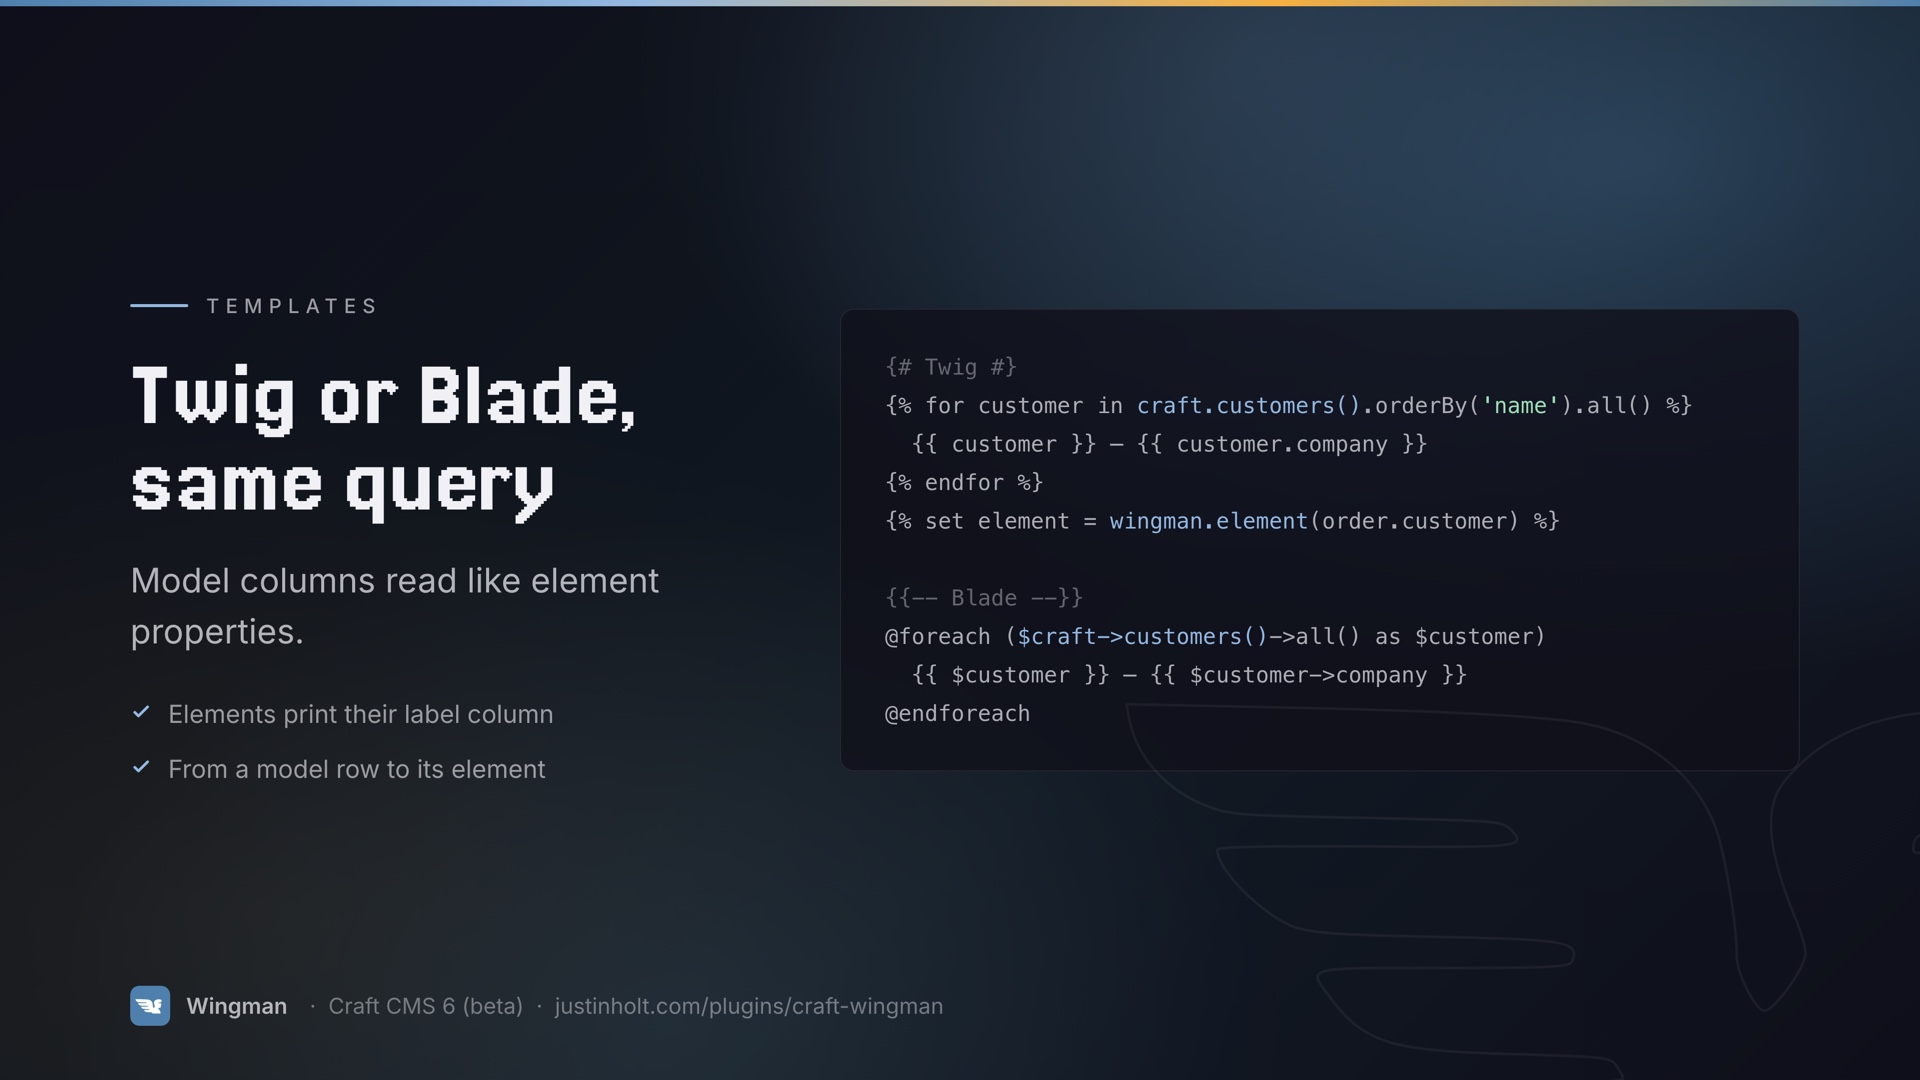 TEMPLATES
Twig or Blade,
same query
Model columns read like element
properties.
Elements print their label column
From a model row to its element
{# Twig #}
{% for customer in craft.customers().orderBy('name').all() %}
  {{ customer }} — {{ customer.company }}
{% endfor %}
{% set element = wingman.element(order.customer) %}
{{-- Blade --}}
@foreach ($craft->customers()->all() as $customer)
  {{ $customer }} — {{ $customer->company }}
@endforeach
Wingman · Craft CMS 6 (beta) · justinholt.com/plugins/craft-wingman